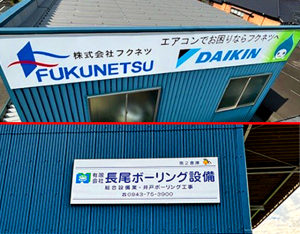 株式会社フクネツ
FUKUNETSU
エアコンでお困りならフクネツへ
DAIKIN
有限会社 長尾ボーリング設備
総合設備業・井戸ボーリング工事
0943-75-3900